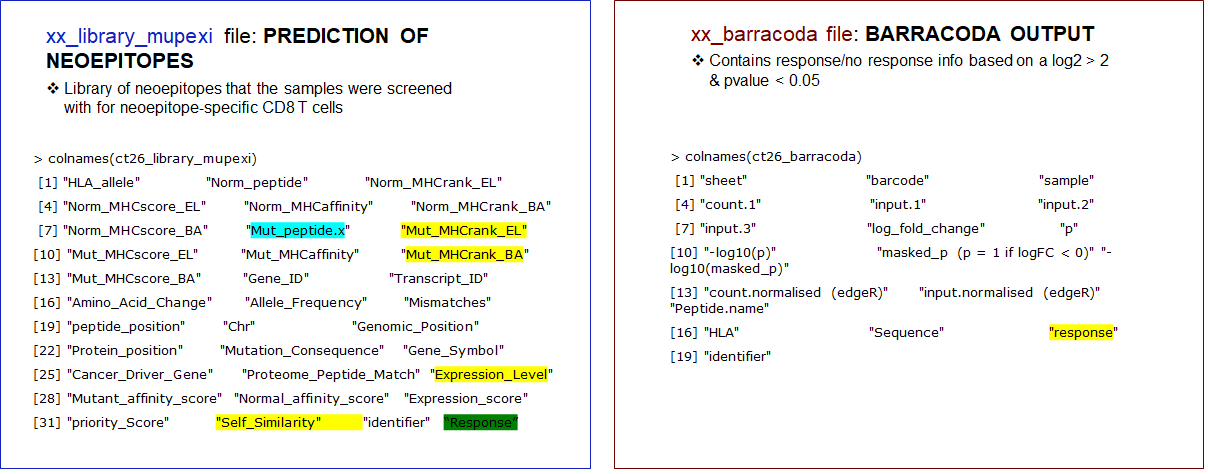 xx_library_mupexi file: PREDICTION OF
NEOEPITOPES
❖ Library of neoepitopes that the samples were screened
with for neoepitope-specific CD8 T cells
> colnames(ct26_library_mupexi)
[1] "HLA_allele" "Norm_peptide" "Norm_MHCrank_EL"
[4] "Norm_MHCscore_EL" "Norm_MHCaffinity" "Norm_MHCrank_BA"
[7] "Norm_MHCscore_BA" "Mut_peptide.x" "Mut_MHCrank_EL"
[10] "Mut_MHCscore_EL" "Mut_MHCaffinity" "Mut_MHCrank_BA"
[13] "Mut_MHCscore_BA" "Gene_ID" "Transcript_ID"
[16] "Amino_Acid_Change" "Allele_Frequency" "Mismatches"
[19] "peptide_position" "Chr" "Genomic_Position"
[22] "Protein_position" "Mutation_Consequence" "Gene_Symbol"
[25] "Cancer_Driver_Gene" "Proteome_Peptide_Match" "Expression_Level"
[28] "Mutant_affinity_score" "Normal_affinity_score" "Expression_score"
[31] "priority_Score" "Self_Similarity" "identifier" "Response"
xx_barracoda file: BARRACODA OUTPUT
❖ Contains response/no response info based on a log2 > 2
& pvalue < 0.05
> colnames(ct26_barracoda)
[1] "sheet" "barcode" "sample"
[4] "count.1" "input.1" "input.2"
[7] "input.3" "log_fold_change" "p"
[10] "-log10(p)" "masked_p (p = 1 if logFC < 0)" "-
log10(masked_p)"
[13] "count.normalised (edgeR)" "input.normalised (edgeR)"
"Peptide.name"
[16] "HLA" "Sequence" "response"
[19] "identifier"